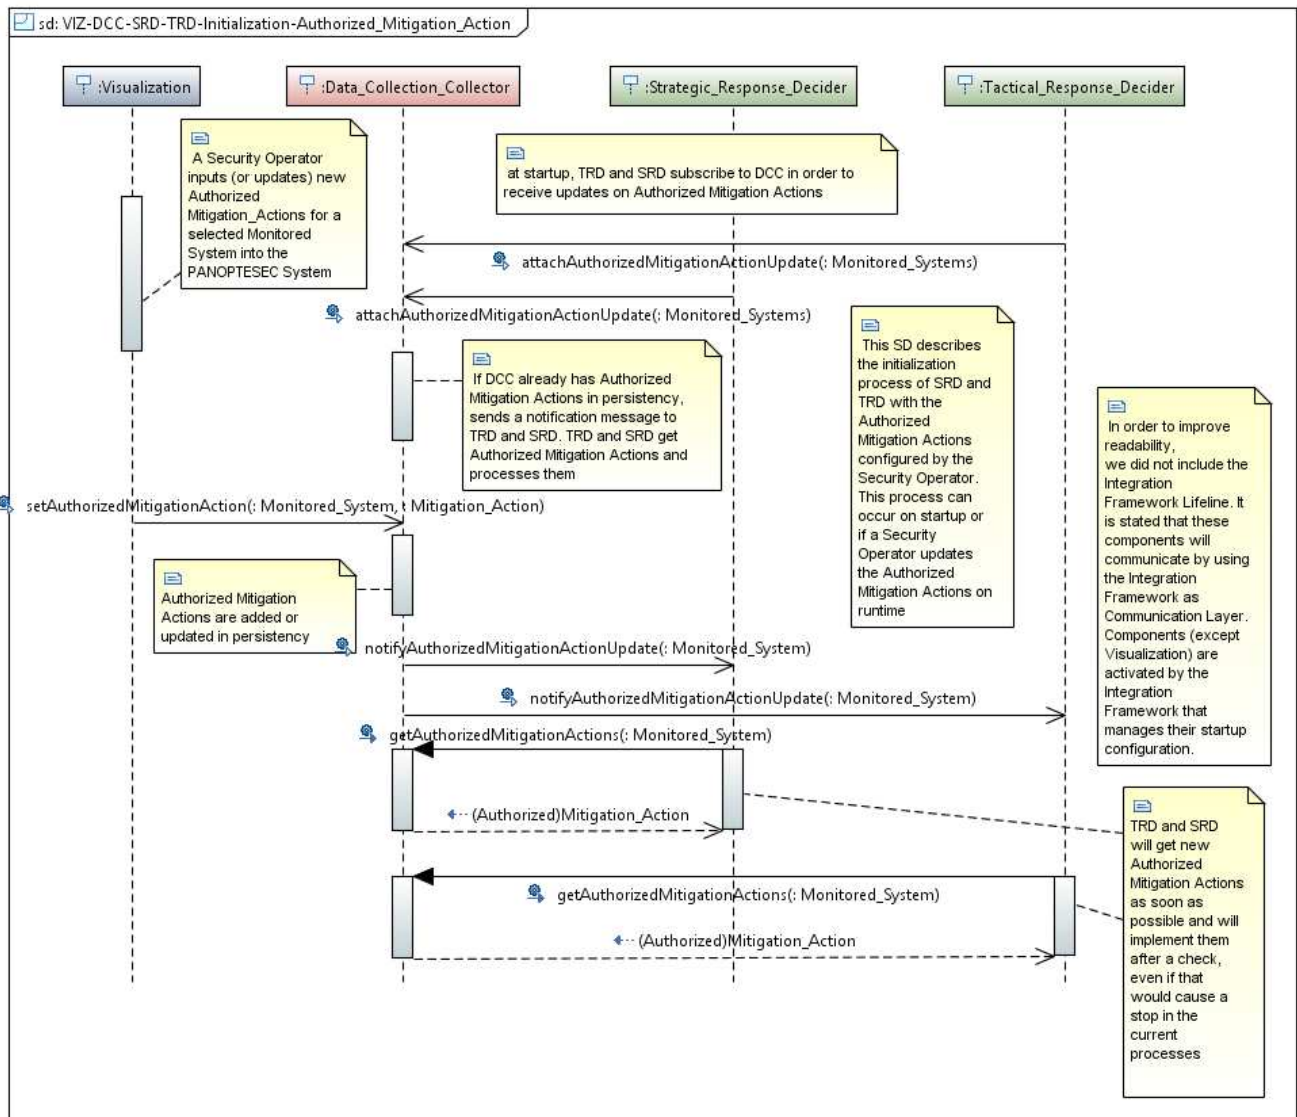 sd: VIZ-DCC-SRD-TRD-Initialization-Authorized_Mitigation_Action
:Visualization
:Data_Collection_Collector
:Strategic_Response_Decider
:Tactical_Response_Decider
A Security Operator
inputs (or updates) new
Authorized
Mitigation_Actions for a
selected Monitored
System into the
PANOPTESEC System
at startup, TRD and SRD subscribe to DCC in order to
receive updates on Authorized Mitigation Actions
attachAuthorizedMitigationActionUpdate(: Monitored_Systems)
attachAuthorizedMitigationActionUpdate(: Monitored_Systems)
If DCC already has Authorized
Mitigation Actions in persistency,
sends a notification message to
TRD and SRD. TRD and SRD get
Authorized Mitigation Actions and
processes them
This SD describes
the initialization
process of SRD and
TRD with the
Authorized
Mitigation Actions
configured by the
Security Operator.
This process can
occur on startup or
if a Security
Operator updates
the Authorized
Mitigation Actions on
runtime
In order to improve
readability,
we did not include the
Integration
Framework Lifeline. It
is stated that these
components will
communicate by using
the Integration
Framework as
Communication Layer.
Components (except
Visualization) are
activated by the
Integration
Framework that
manages their startup
configuration.
setAuthorizedMitigationAction(: Monitored_System, : Mitigation_Action)
Authorized Mitigation
Actions are added or
updated in persistency
notifyAuthorizedMitigationActionUpdate(: Monitored_System)
notifyAuthorizedMitigationActionUpdate(: Monitored_System)
getAuthorizedMitigationActions(: Monitored_System)
(Authorized)Mitigation_Action
getAuthorizedMitigationActions(: Monitored_System)
(Authorized)Mitigation_Action
TRD and SRD
will get new
Authorized
Mitigation Actions
as soon as
possible and will
implement them
after a check,
even if that
would cause a
stop in the
current
processes